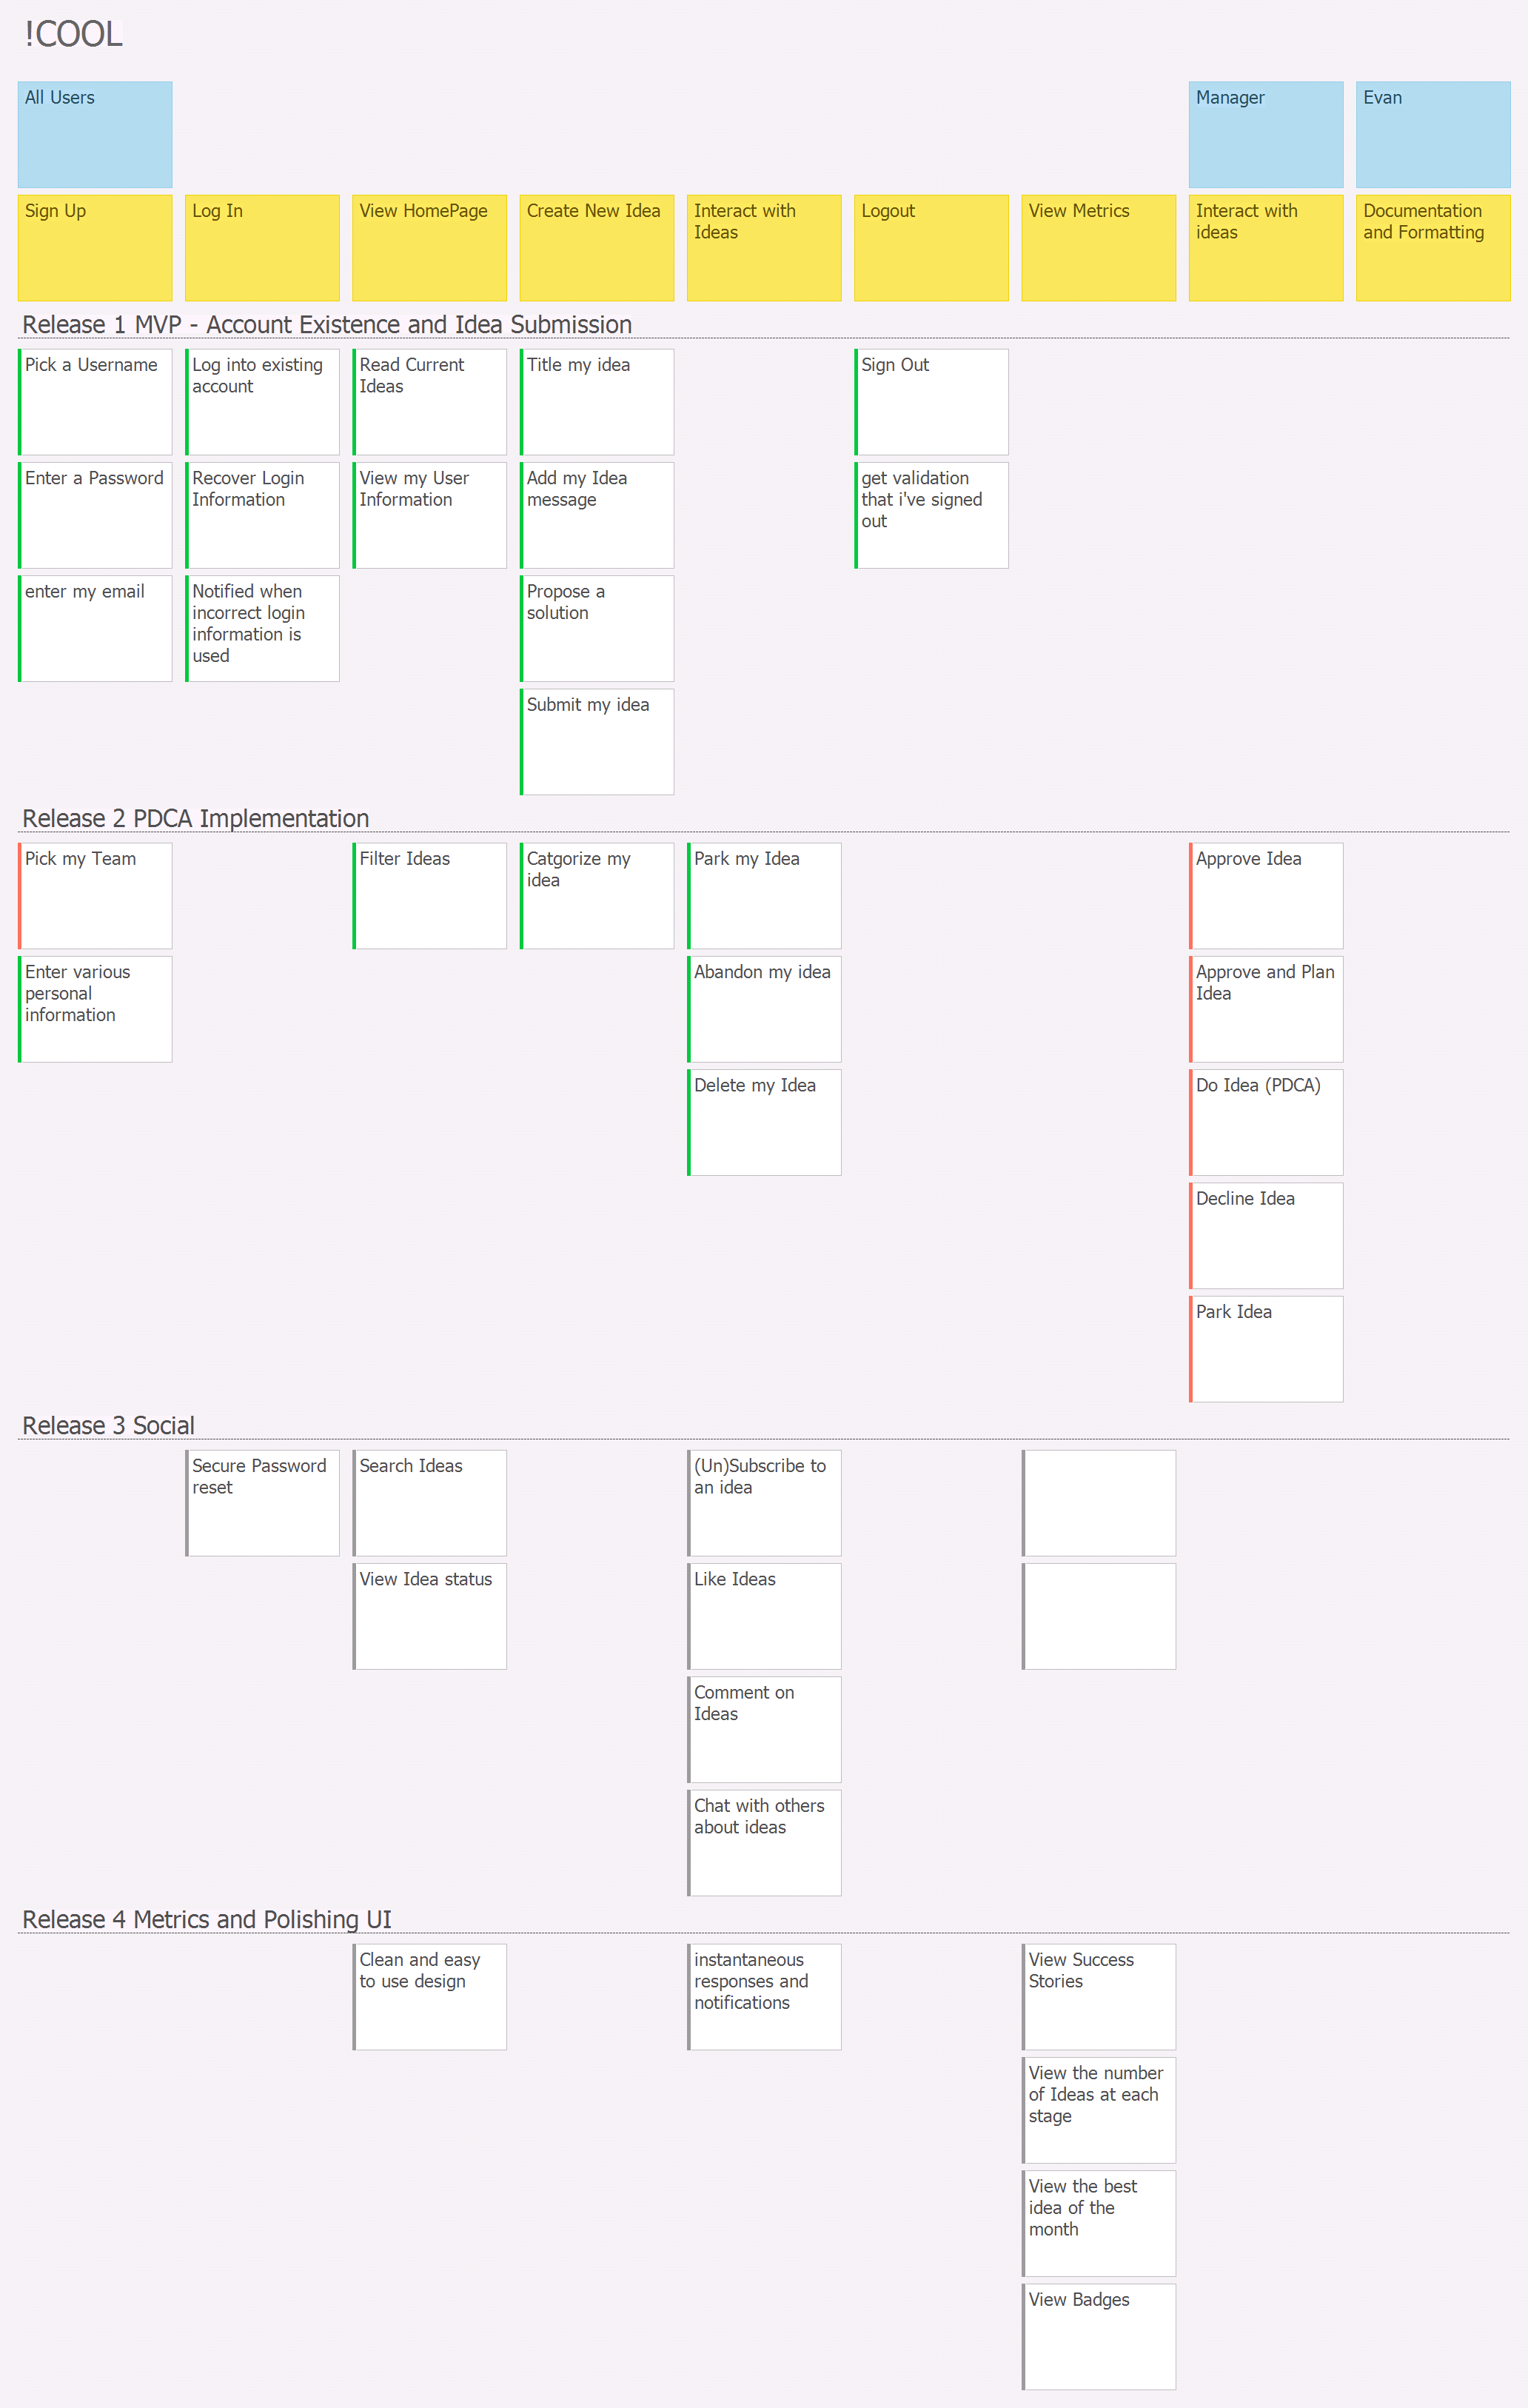 !COOL
All Users
Manager
Evan
Sign Up
Log In
View HomePage
Create New Idea
Interact with
Ideas
Logout
View Metrics
Interact with
ideas
Documentation
and Formatting
Release 1 MVP - Account Existence and Idea Submission
Pick a Username
Log into existing
account
Read Current
Ideas
Title my idea
Sign Out
Enter a Password
Recover Login
Information
View my User
Information
Add my Idea
message
get validation
that i've signed
out
enter my email
Notified when
incorrect login
information is
used
Propose a
solution
Submit my idea
Release 2 PDCA Implementation
Pick my Team
Filter Ideas
Catgorize my
idea
Park my Idea
Approve Idea
Enter various
personal
information
Abandon my idea
Approve and Plan
Idea
Delete my Idea
Do Idea (PDCA)
Decline Idea
Park Idea
Release 3 Social
Secure Password
reset
Search Ideas
(Un)Subscribe to
an idea
View Idea status
Like Ideas
Comment on
Ideas
Chat with others
about ideas
Release 4 Metrics and Polishing UI
Clean and easy
to use design
instantaneous
responses and
notifications
View Success
Stories
View the number
of Ideas at each
stage
View the best
idea of the
month
View Badges